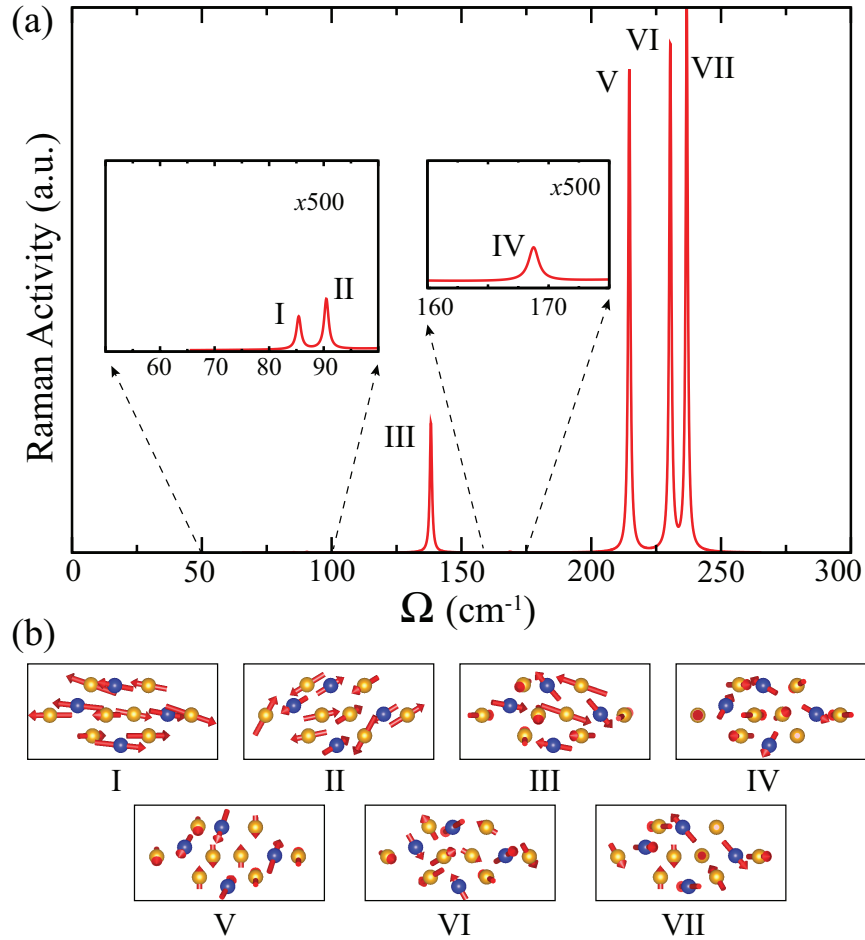 (a)
Raman Activity (a.u.)
VI
V
VII
x500
x500
IV
I
II
160
170
60
70
80
90
III
0
50
100
150
200
250
300
Ω (cm-1)
(b)
I
II
III
IV
V
VI
VII